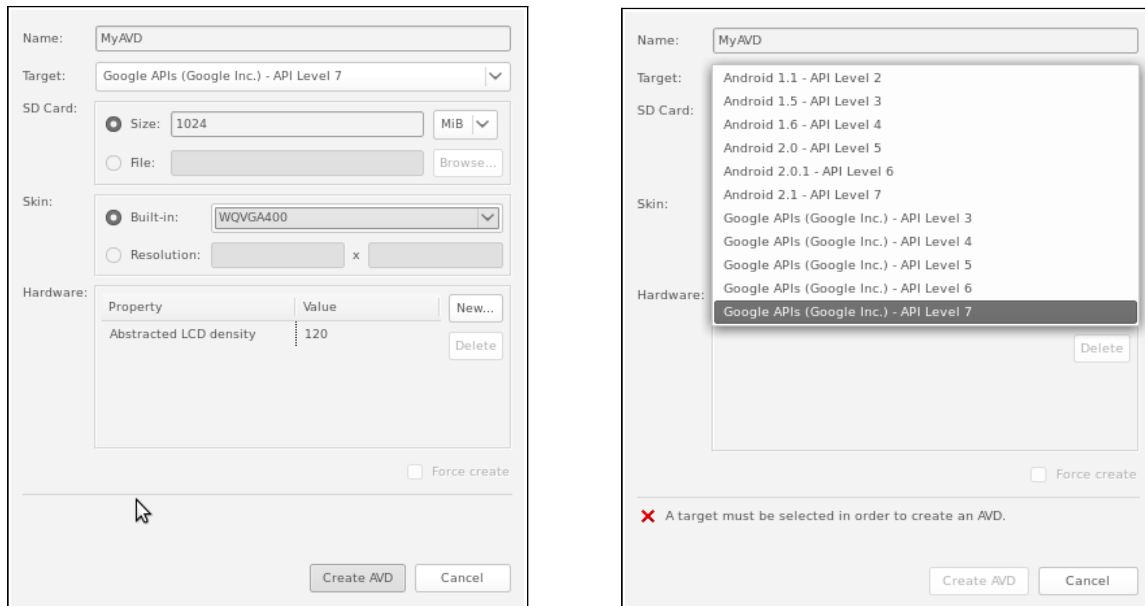 Name: MyAVD
Target: Google APIs (Google Inc.) - API Level 7
SD Card:
Size: 1024 MiB
File: Browse...
Skin:
Built-in: WQVGA400
Resolution: x
Hardware:
Property Value New...
Abstracted LCD density 120
Delete
Force create
Create AVD Cancel
Name: MyAVD
Target:
Android 1.1 - API Level 2
Android 1.5 - API Level 3
SD Card:
Android 1.6 - API Level 4
Android 2.0 - API Level 5
Android 2.0.1 - API Level 6
Android 2.1 - API Level 7
Skin:
Google APIs (Google Inc.) - API Level 3
Google APIs (Google Inc.) - API Level 4
Google APIs (Google Inc.) - API Level 5
Google APIs (Google Inc.) - API Level 6
Hardware:
Google APIs (Google Inc.) - API Level 7
Delete
Force create
A target must be selected in order to create an AVD.
Create AVD Cancel